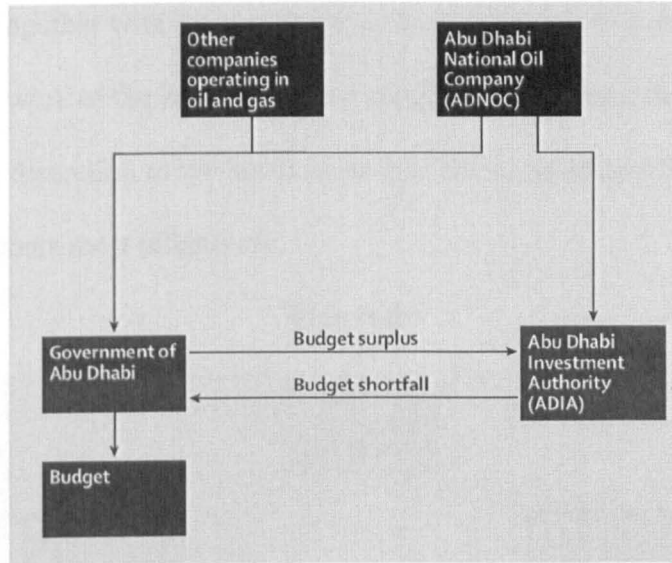 Other
companies
operating in
oil and gas
Abu Dhabi
National Oil
Company
(ADNOC)
Government of
Abu Dhabi
Budget surplus
Budget shortfall
Abu Dhabi
Investment
Authority
(ADIA)
Budget